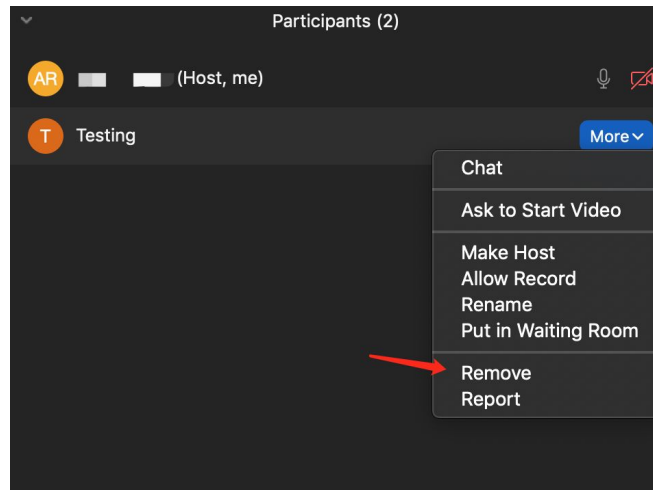 Participants (2)
AR (Host, me)
T Testing More
Chat
Ask to Start Video
Make Host
Allow Record
Rename
Put in Waiting Room
Remove
Report